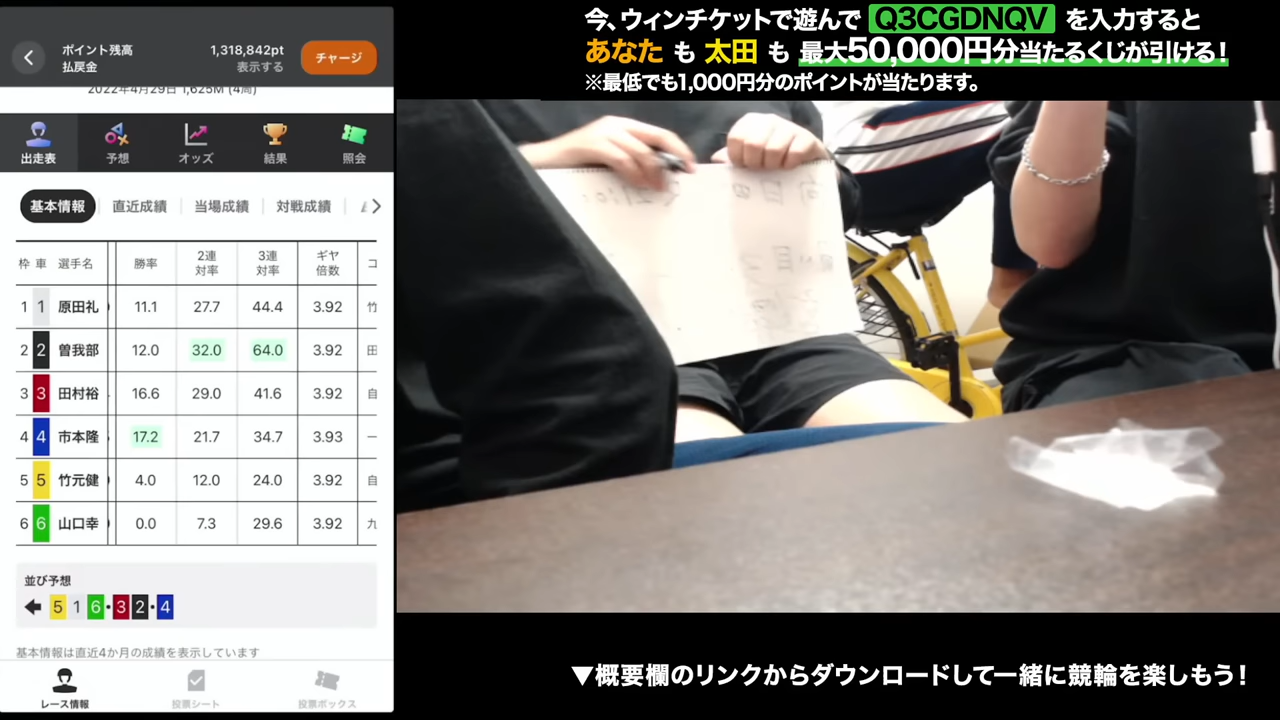 今、ウィンチケットで遊んで Q3CGDNQV を入力すると
あなた も 太田 も 最大50,000円分当たるくじが引ける！
※最低でも1,000円分のポイントが当たります。
ポイント残高 1,318,842pt チャージ
払戻金 表示する
2022年4月29日 1,625M (4周)
出走表 予想 オッズ 結果 照会
基本情報 直近成績 当場成績 対戦成績
枠 車 選手名 勝率 2連対率 3連対率 ギヤ倍数 コ
1 1 原田礼 11.1 27.7 44.4 3.92 竹
2 2 曽我部 12.0 32.0 64.0 3.92 田
3 3 田村裕 16.6 29.0 41.6 3.92 自
4 4 市本隆 17.2 21.7 34.7 3.93 一
5 5 竹元健 4.0 12.0 24.0 3.92 自
6 6 山口幸 0.0 7.3 29.6 3.92 九
並び予想
5 1 6・3 2・4
基本情報は直近4か月の成績を表示しています
レース情報 投票シート 投票ボックス
▼概要欄のリンクからダウンロードして一緒に競輪を楽しもう！